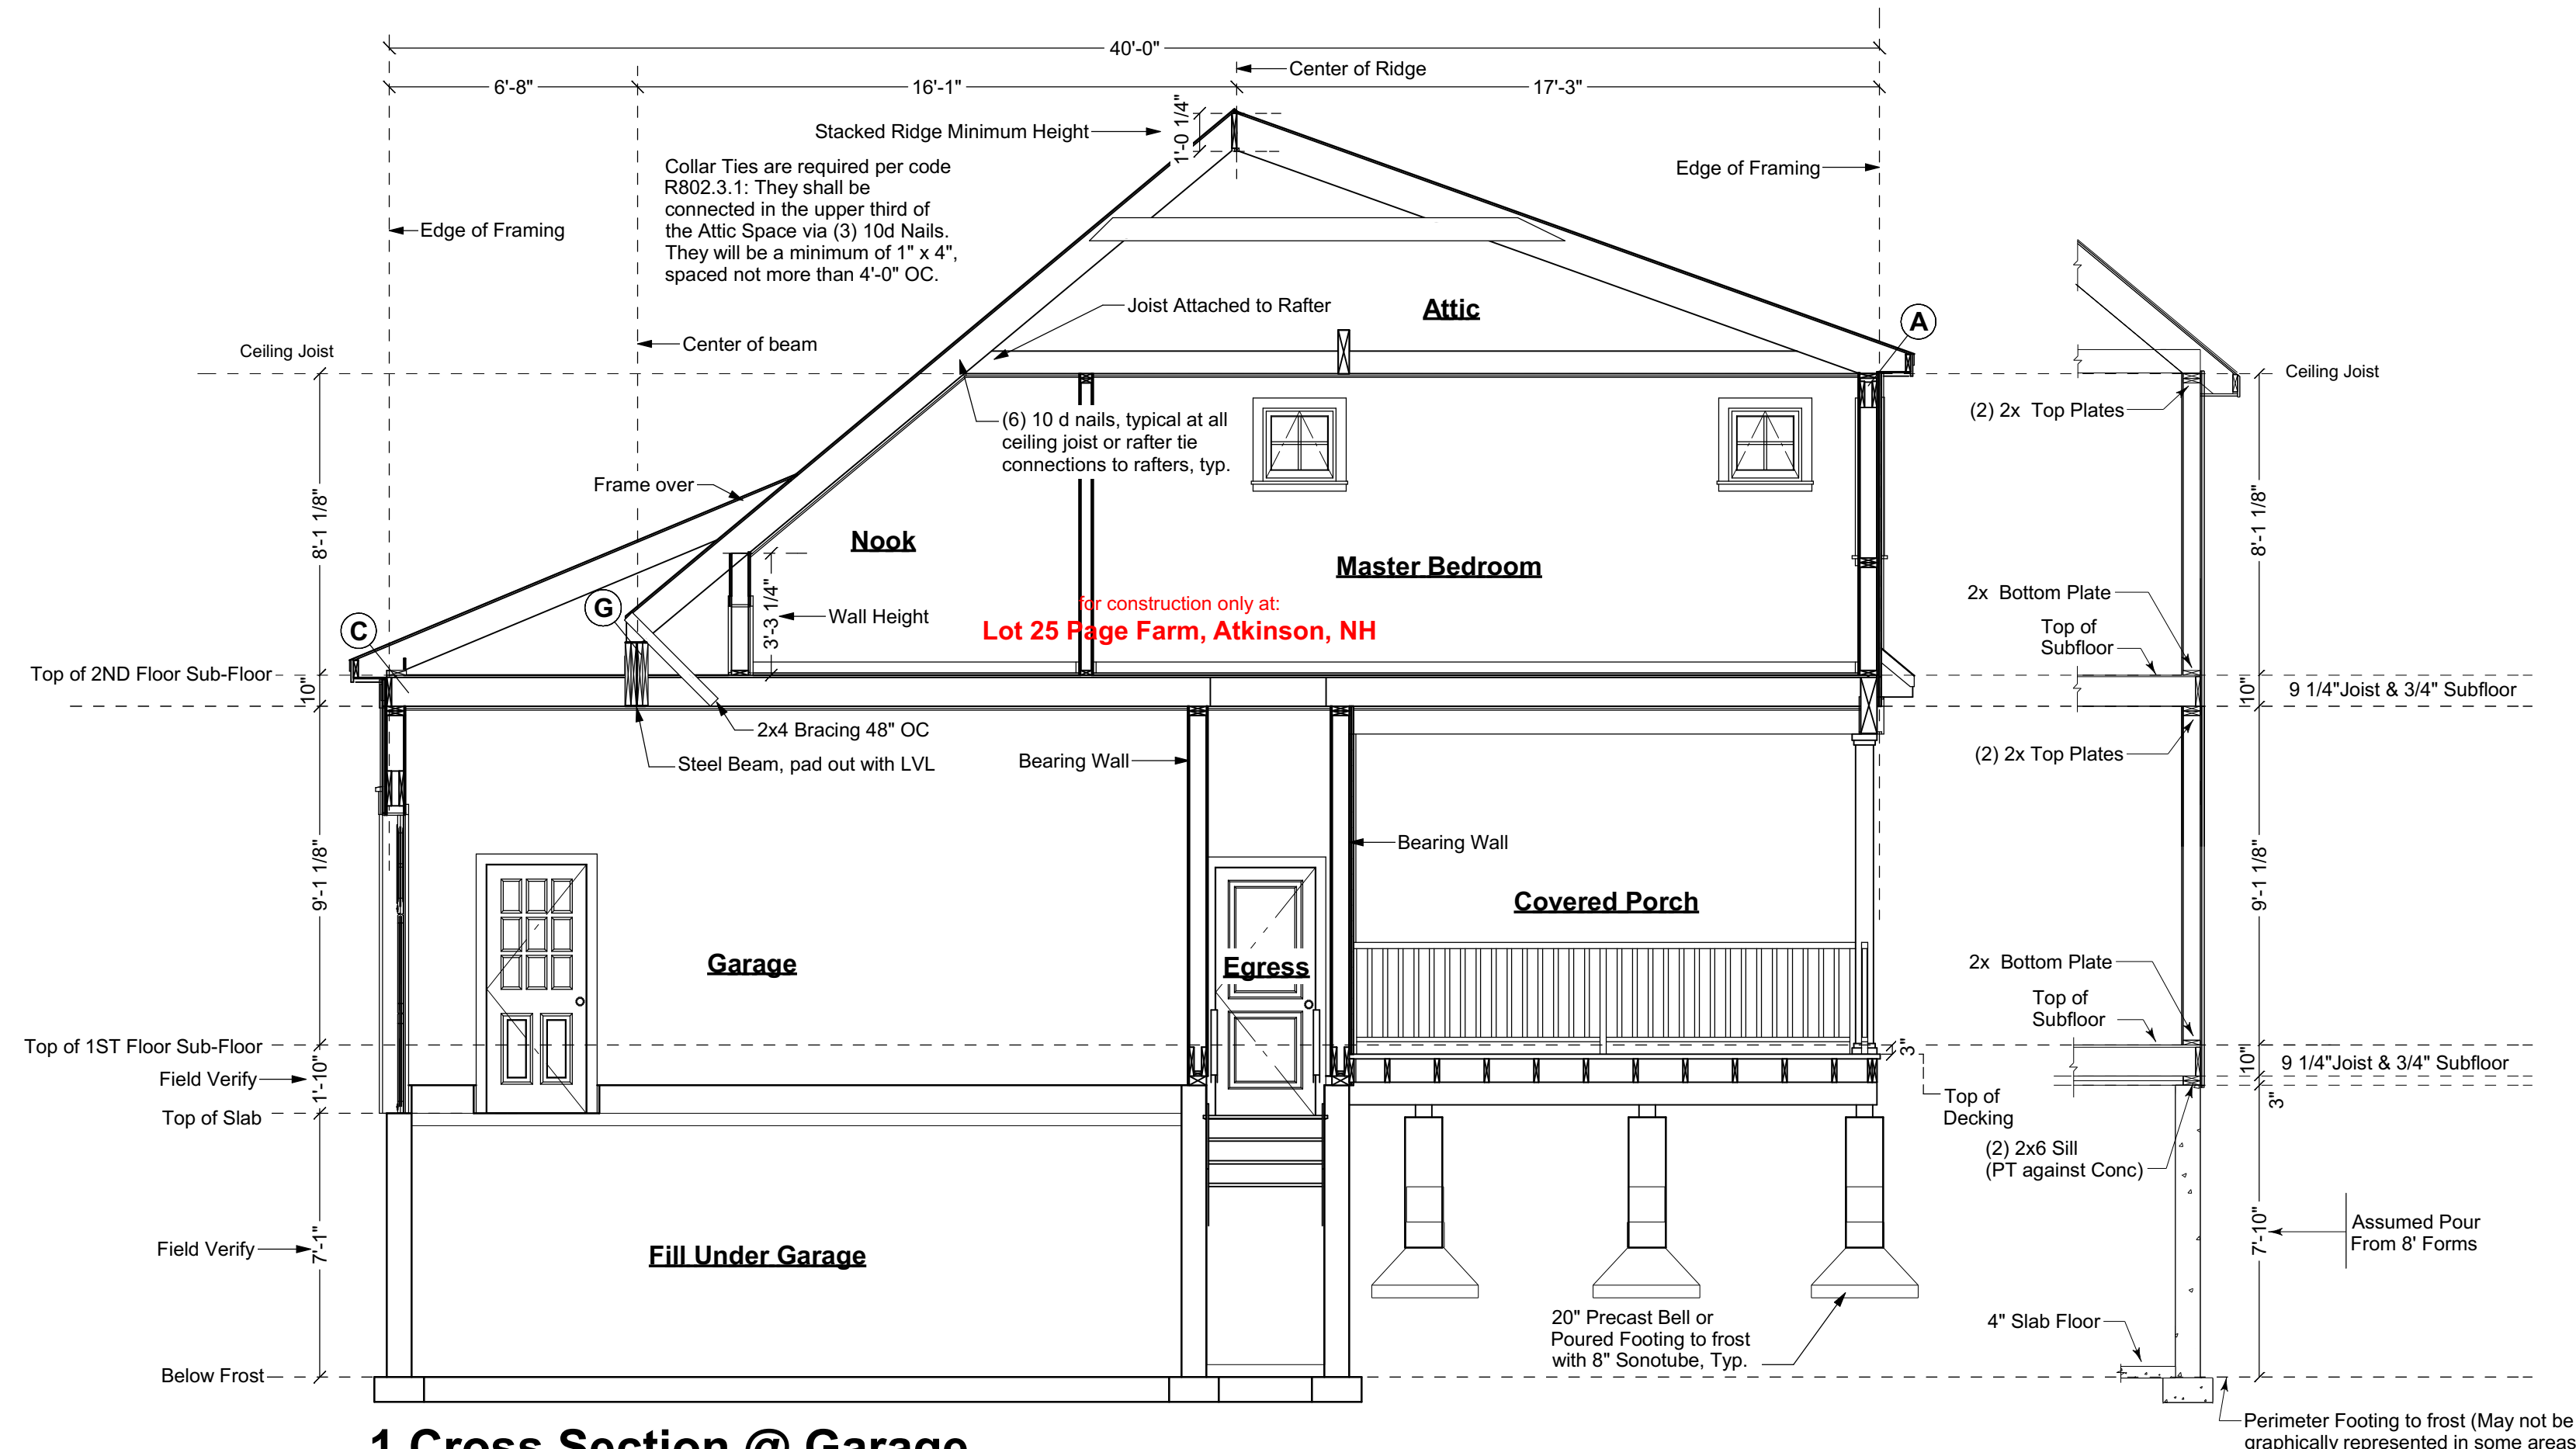 40'-0"
6'-8"
16'-1"
Center of Ridge
17'-3"
Stacked Ridge Minimum Height
1'-0 1/4"
Collar Ties are required per code
R802.3.1: They shall be
connected in the upper third of
the Attic Space via (3) 10d Nails.
They will be a minimum of 1" x 4",
spaced not more than 4'-0" OC.
Edge of Framing
Edge of Framing
Joist Attached to Rafter
Attic
A
Center of beam
Ceiling Joist
Ceiling Joist
(2) 2x Top Plates
(6) 10 d nails, typical at all
ceiling joist or rafter tie
connections to rafters, typ.
Frame over
8'-1 1/8"
8'-1 1/8"
Nook
Master Bedroom
2x Bottom Plate
for construction only at:
Lot 25 Page Farm, Atkinson, NH
G
C
Wall Height
3'-3 1/4"
Top of
Subfloor
Top of 2ND Floor Sub-Floor
10"
10"
9 1/4"Joist & 3/4" Subfloor
2x4 Bracing 48" OC
Steel Beam, pad out with LVL
Bearing Wall
(2) 2x Top Plates
Bearing Wall
9'-1 1/8"
9'-1 1/8"
Covered Porch
Garage
Egress
2x Bottom Plate
Top of
Subfloor
Top of 1ST Floor Sub-Floor
3"
Field Verify
1'-10"
10"
9 1/4"Joist & 3/4" Subfloor
3"
Top of Slab
Top of
Decking
(2) 2x6 Sill
(PT against Conc)
Field Verify
7'-1"
Fill Under Garage
7'-10"
Assumed Pour
From 8' Forms
20" Precast Bell or
Poured Footing to frost
with 8" Sonotube, Typ.
4" Slab Floor
Below Frost
Perimeter Footing to frost (May not be
graphically represented in some areas
1 Cross Section @ Garage